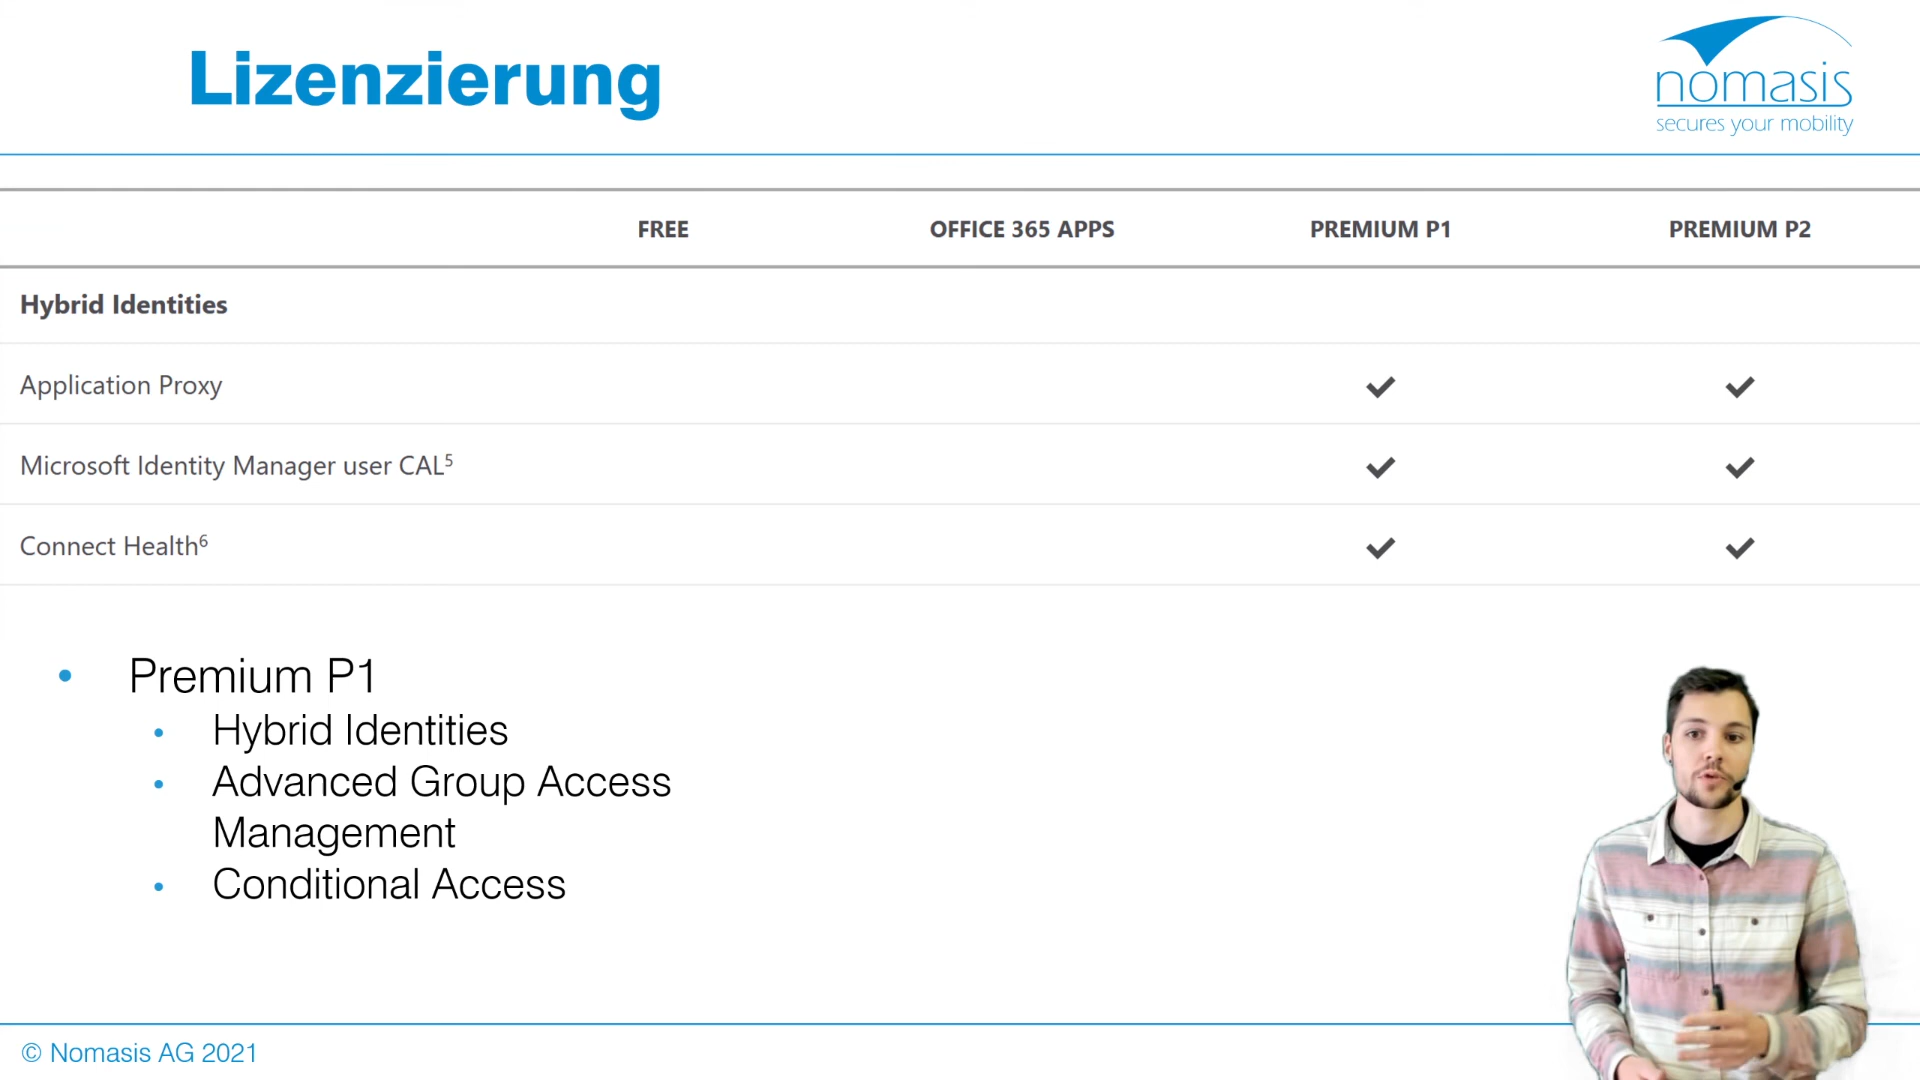 Lizenzierung
nomasis
secures your mobility
FREE OFFICE 365 APPS PREMIUM P1 PREMIUM P2
Hybrid Identities
Application Proxy ✔ ✔
Microsoft Identity Manager user CAL⁵ ✔ ✔
Connect Health⁶ ✔ ✔
• Premium P1
• Hybrid Identities
• Advanced Group Access
Management
• Conditional Access
© Nomasis AG 2021